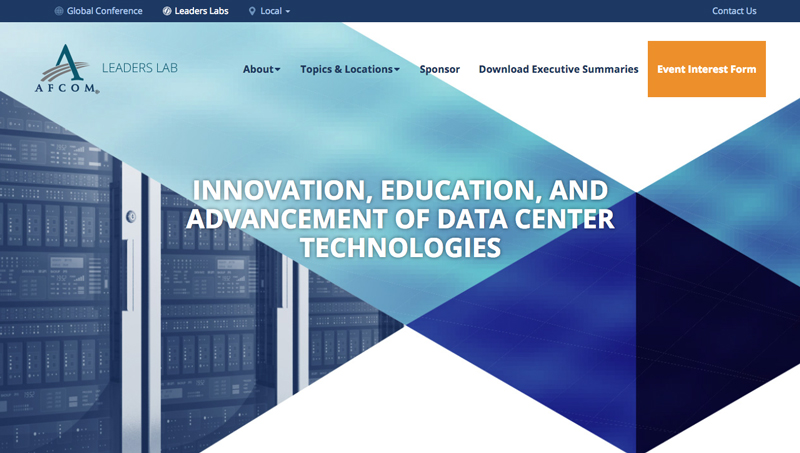 Global Conference
Leaders Labs
Local
Contact Us
AFCOM
LEADERS LAB
About
Topics & Locations
Sponsor
Download Executive Summaries
Event Interest Form
INNOVATION, EDUCATION, AND
ADVANCEMENT OF DATA CENTER
TECHNOLOGIES